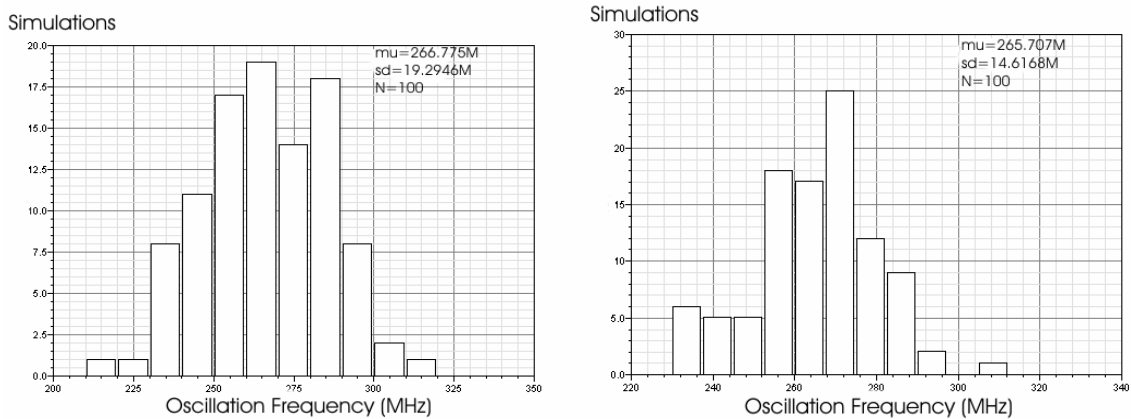 Simulations
mu=266.775M
sd=19.2946M
N=100
20.0
17.5
15.0
12.5
10.0
7.5
5.0
2.5
0.0
200 225 250 275 300 325 350
Oscillation Frequency (MHz)
Simulations
mu=265.707M
sd=14.6168M
N=100
30
25
20
15
10
5.0
0.0
220 240 260 280 300 320 340
Oscillation Frequency (MHz)